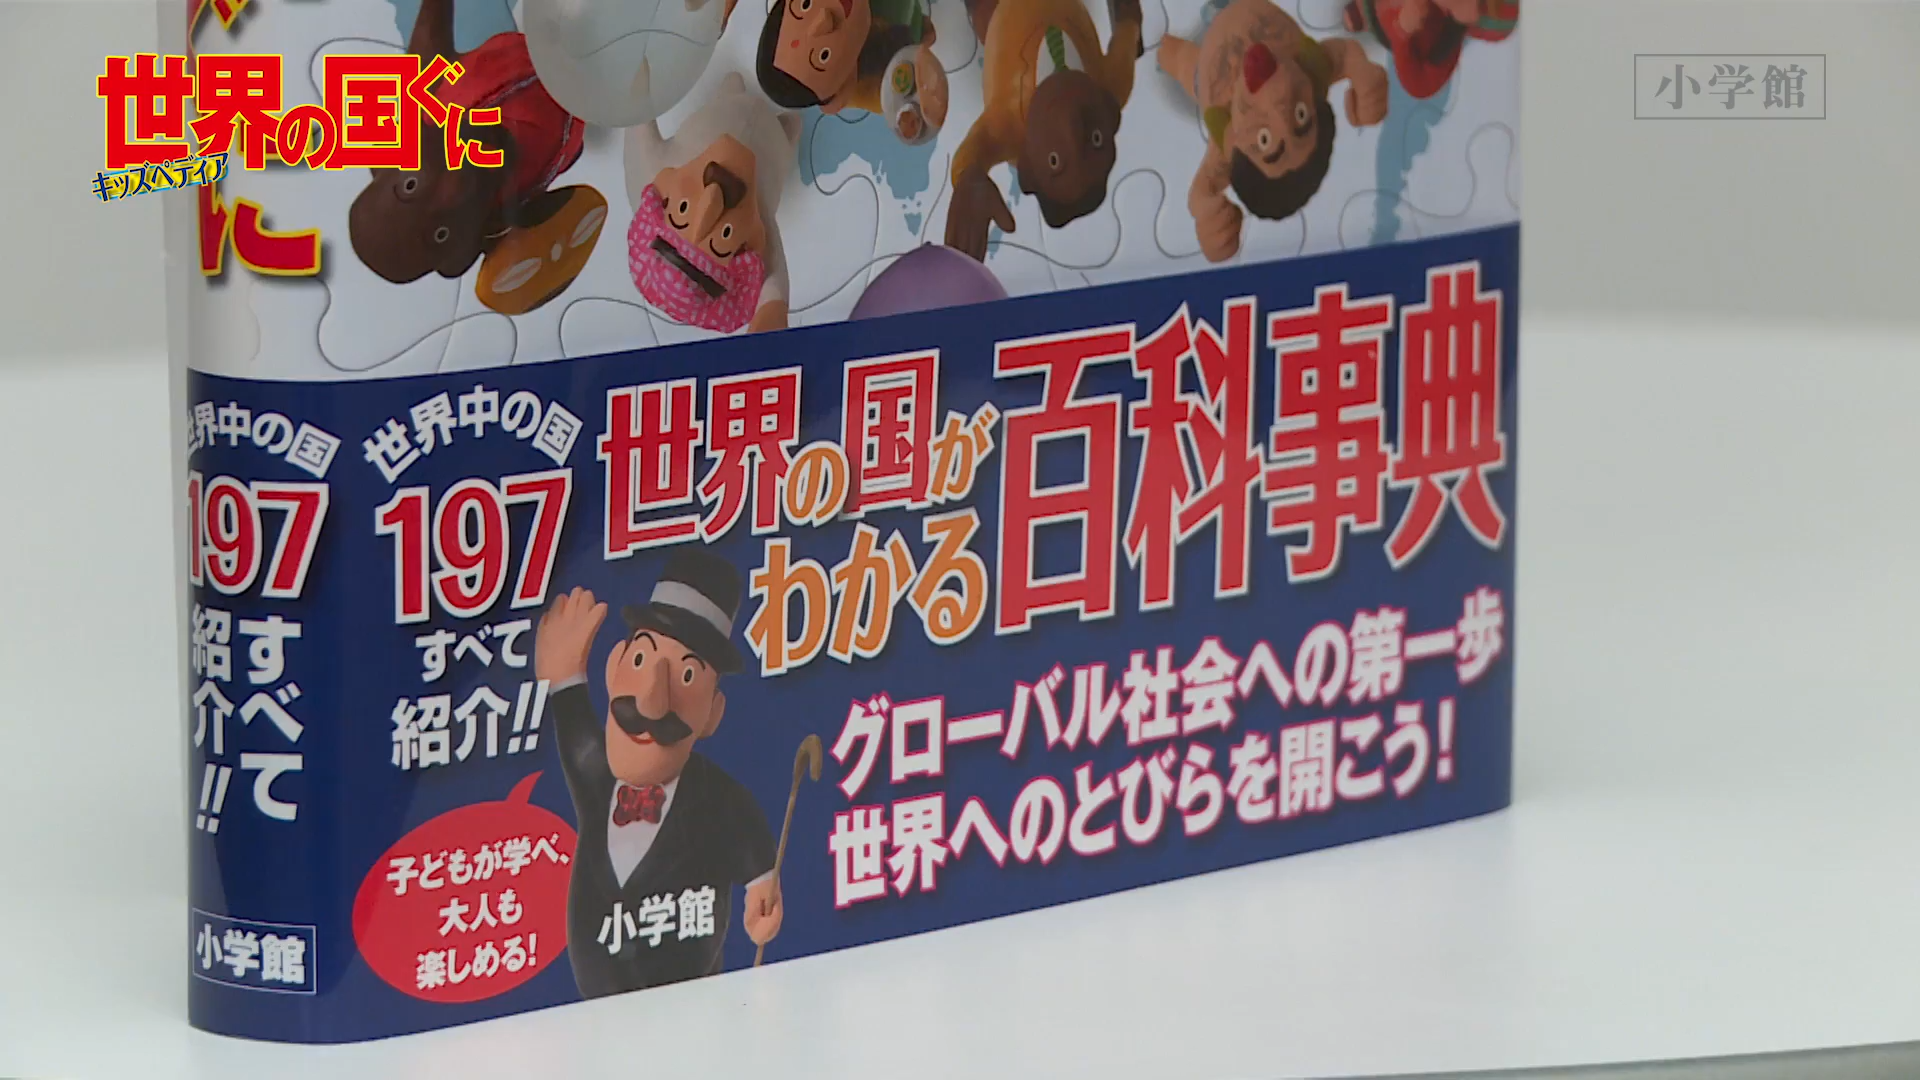 世界の国ぐに
キッズペディア
小学館
に
世界中の国
197
すべて
紹介!!
小学館
世界中の国
197
すべて
紹介!!
世界の国が
わかる
百科事典
グローバル社会への第一歩
世界へのとびらを開こう!
子どもが学べ、
大人も
楽しめる!
小学館